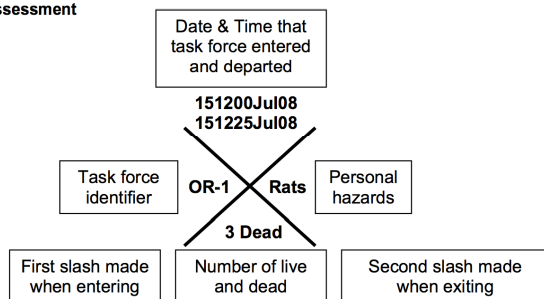 ssessment
Date & Time that
task force entered
and departed
151200Jul08
151225Jul08
Task force
identifier
OR-1
Rats
Personal
hazards
3 Dead
First slash made
when entering
Number of live
and dead
Second slash made
when exiting